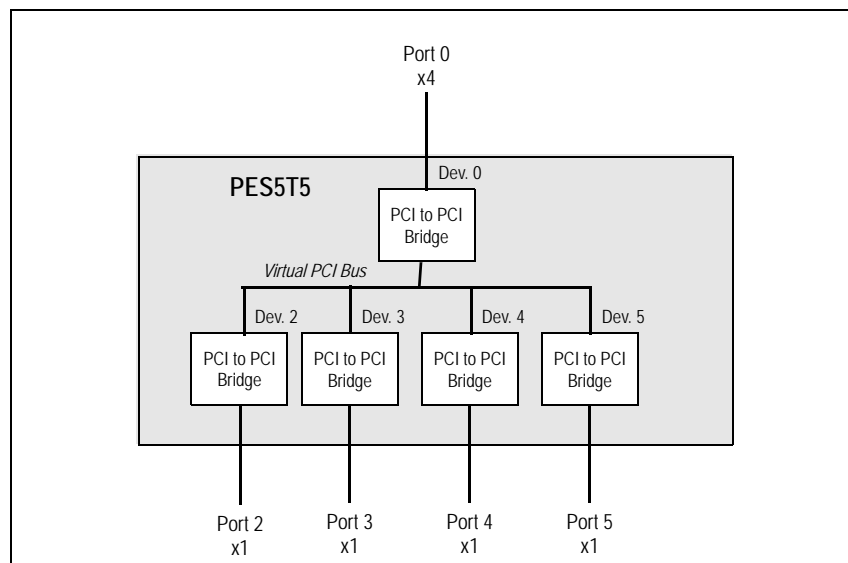 Port 0
x4
Dev. 0
PES5T5
PCI to PCI
Bridge
Virtual PCI Bus
Dev. 2
Dev. 3
Dev. 4
Dev. 5
PCI to PCI
Bridge
PCI to PCI
Bridge
PCI to PCI
Bridge
PCI to PCI
Bridge
Port 2
x1
Port 3
x1
Port 4
x1
Port 5
x1